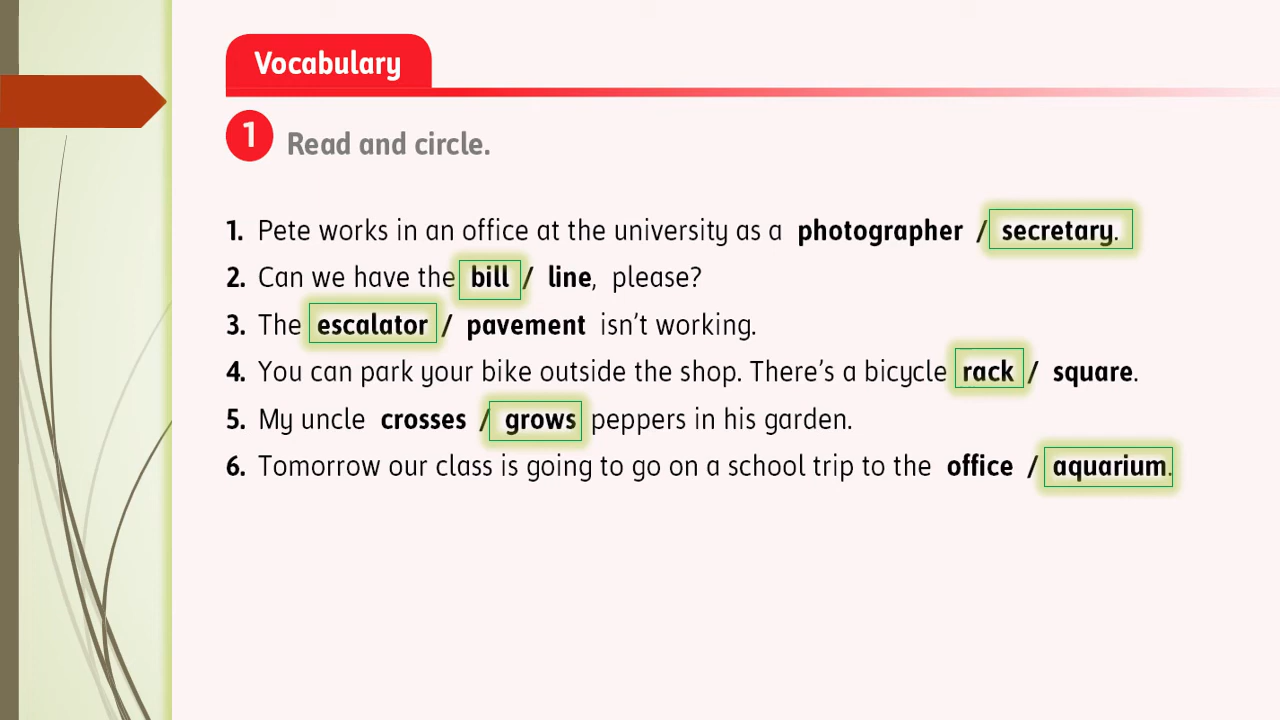 Vocabulary
1 Read and circle.
1. Pete works in an office at the university as a photographer / secretary.
2. Can we have the bill / line, please?
3. The escalator / pavement isn't working.
4. You can park your bike outside the shop. There's a bicycle rack / square.
5. My uncle crosses / grows peppers in his garden.
6. Tomorrow our class is going to go on a school trip to the office / aquarium.